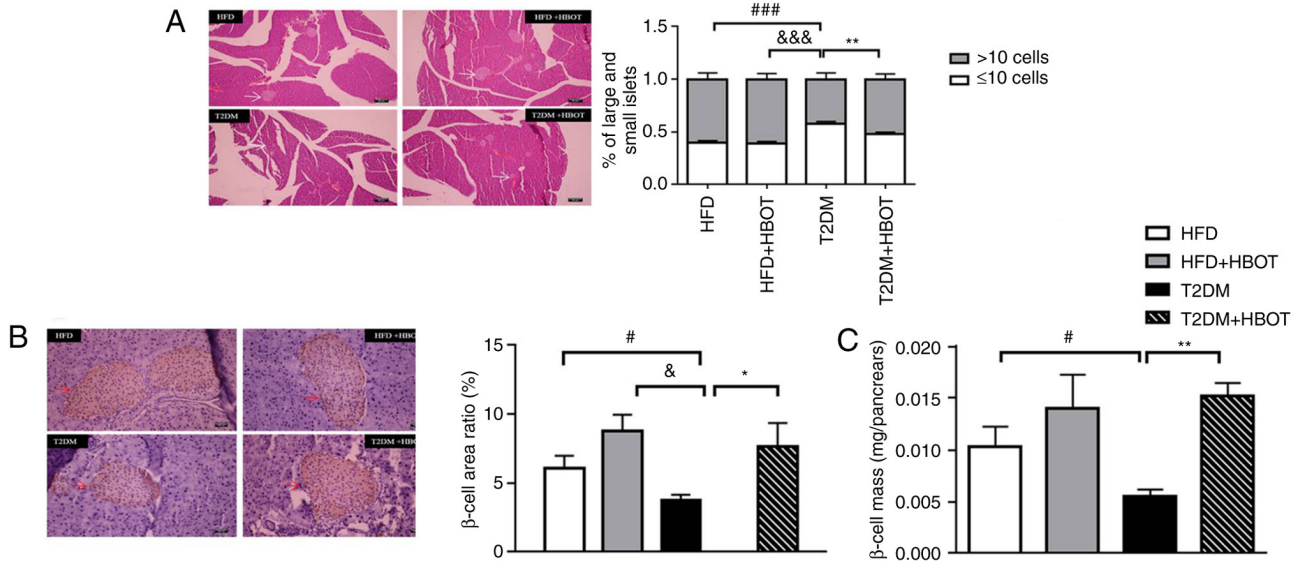 A
HFD
HFD +HBOT
T2DM
T2DM +HBOT
% of large and
small islets
1.5
1.0
0.5
0.0
###
&&&
**
HFD
HFD+HBOT
T2DM
T2DM+HBOT
>10 cells
≤10 cells
HFD
HFD+HBOT
T2DM
T2DM+HBOT
B
HFD
HFD +HBO
T2DM
T2DM +HBO
β-cell area ratio (%)
15
10
5
0
#
&
*
C
β-cell mass (mg/pancrears)
0.020
0.015
0.010
0.005
0.000
#
**